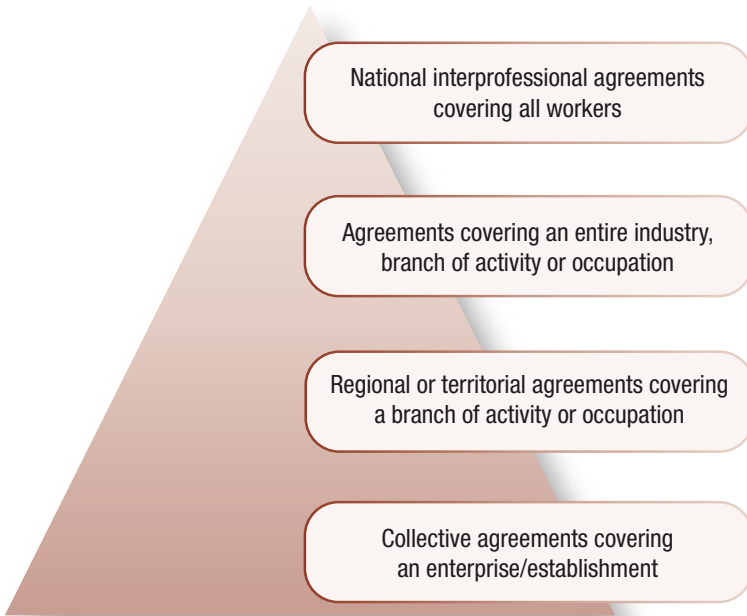 National interprofessional agreements
covering all workers
Agreements covering an entire industry,
branch of activity or occupation
Regional or territorial agreements covering
a branch of activity or occupation
Collective agreements covering
an enterprise/establishment